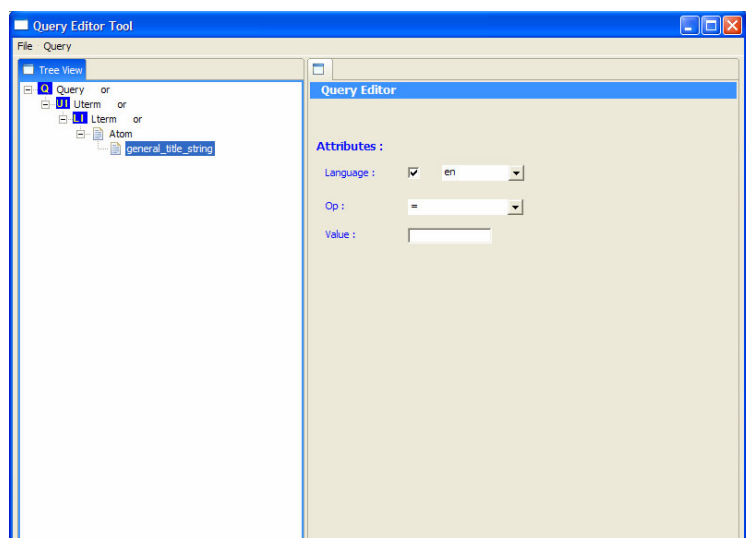 Query Editor Tool
File Query
Tree View
Q Query or
UI Uterm or
LI Lterm or
Atom
general_title_string
Query Editor
Attributes :
Language : en
Op : =
Value :